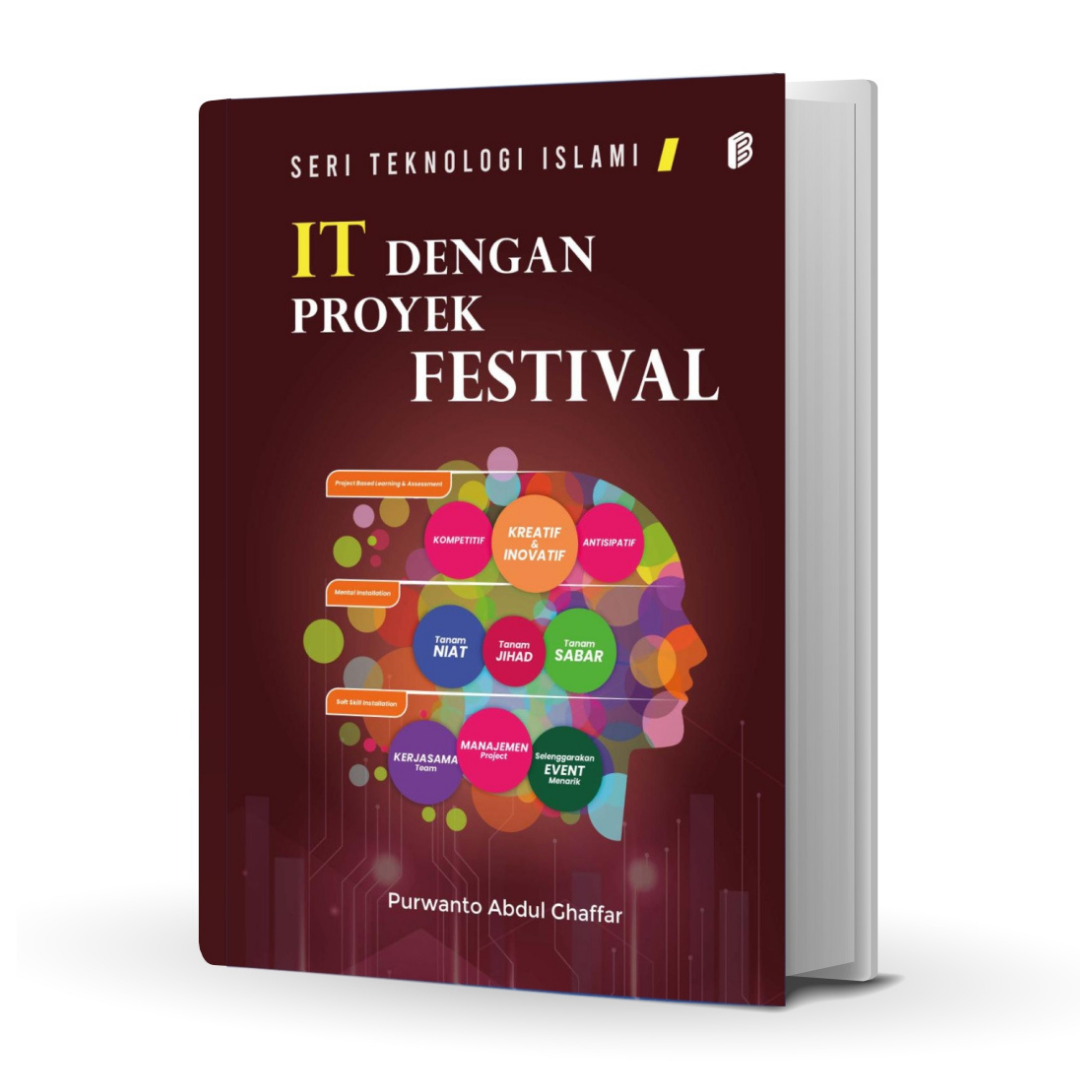 SERI TEKNOLOGI ISLAMI
IT DENGAN
PROYEK
FESTIVAL
Project Based Learning & Assessment
KOMPETITIF
KREATIF
&
INOVATIF
ANTISIPATIF
Mental Installation
Tanam
NIAT
Tanam
JIHAD
Tanam
SABAR
Soft Skill Installation
KERJASAMA
Team
MANAJEMEN
Project
Selenggarakan
EVENT
Menarik
Purwanto Abdul Ghaffar